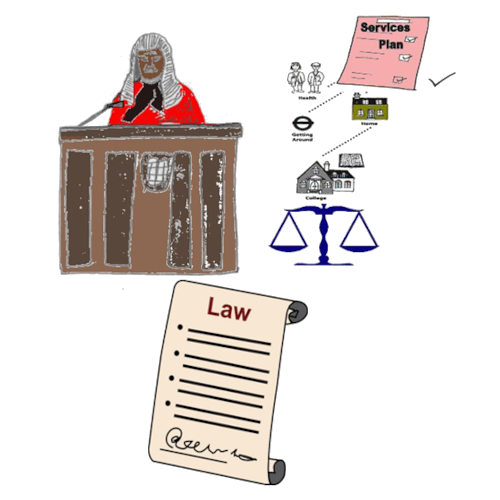 Services
Plan
Health
Home
Getting
Around
College
Law